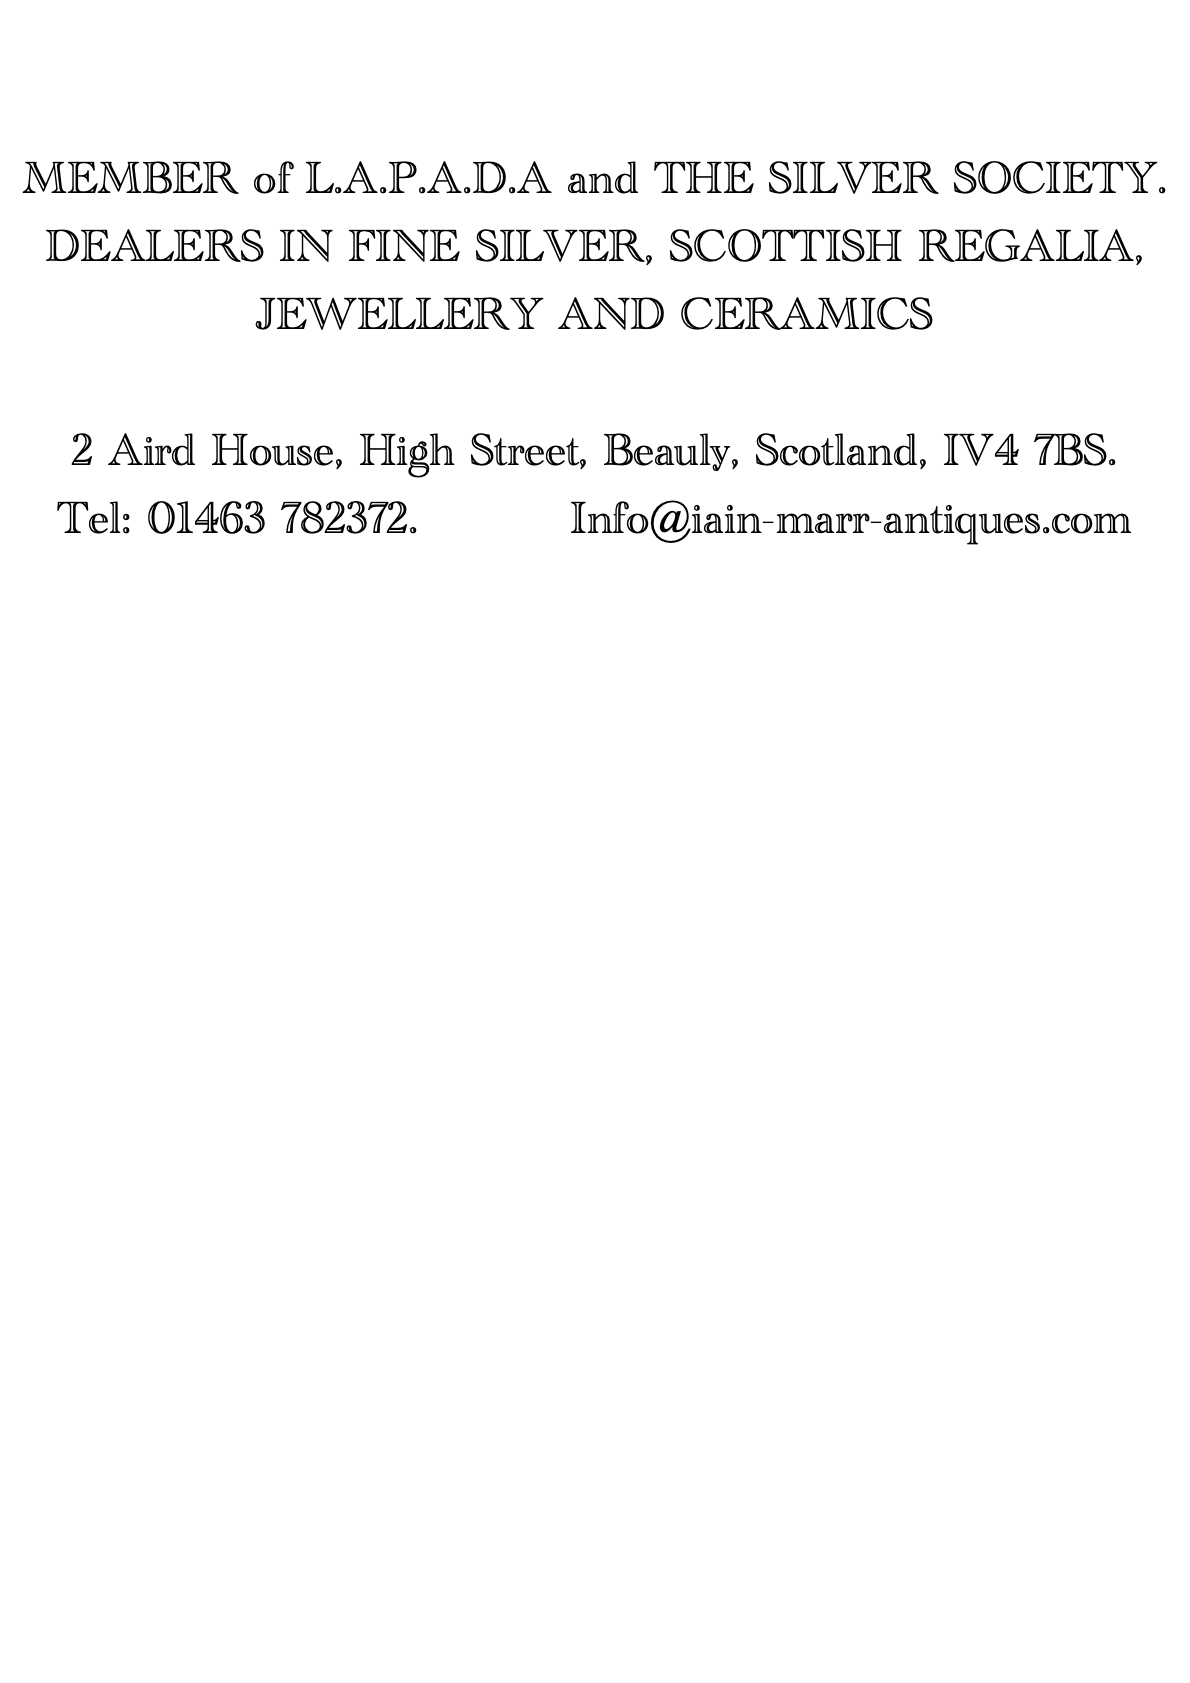 MEMBER of L.A.P.A.D.A and THE SILVER SOCIETY.
DEALERS IN FINE SILVER, SCOTTISH REGALIA,
JEWELLERY AND CERAMICS
2 Aird House, High Street, Beauly, Scotland, IV4 7BS.
Tel: 01463 782372. Info@iain-marr-antiques.com